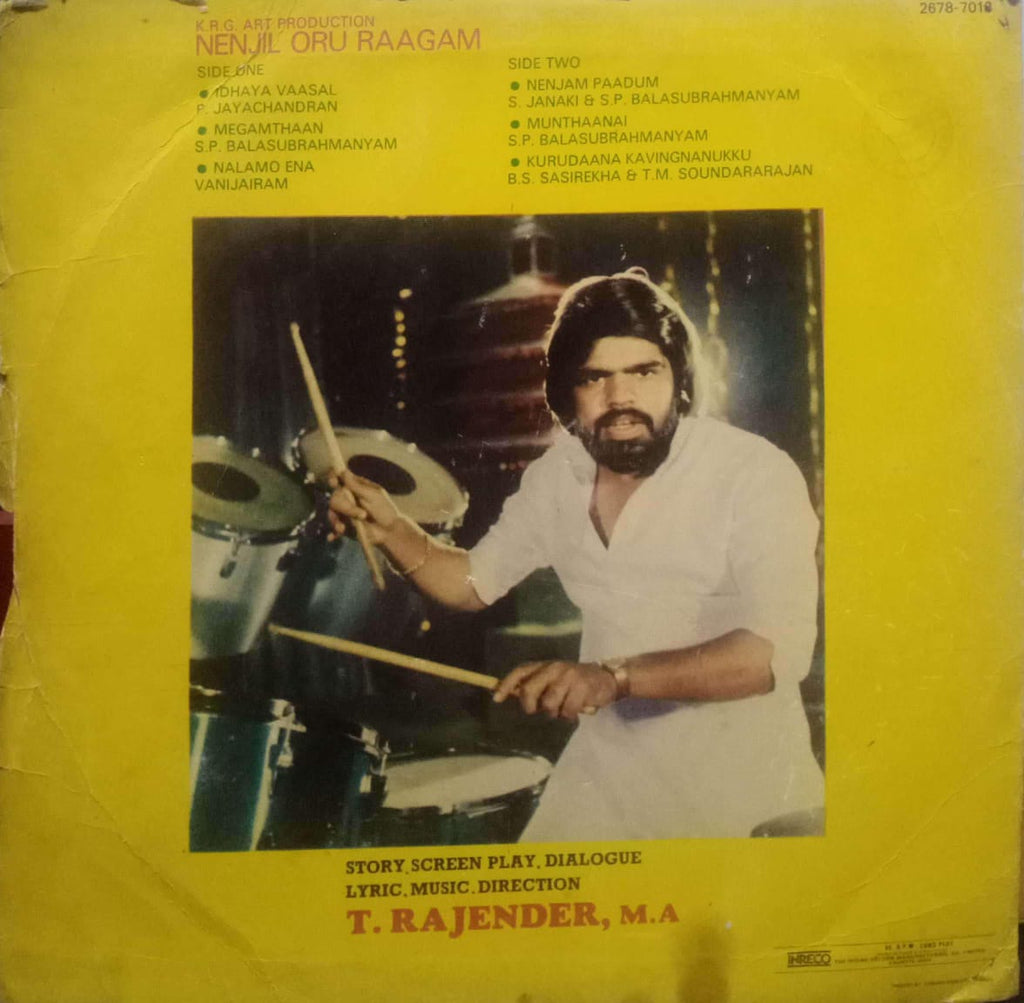 2678-7018
K.R.G. ART PRODUCTION
NENJIL ORU RAAGAM
SIDE ONE
IDHAYA VAASAL
P. JAYACHANDRAN
MEGAMTHAAN
S.P. BALASUBRAHMANYAM
NALAMO ENA
VANIJAIRAM
SIDE TWO
NENJAM PAADUM
S. JANAKI & S.P. BALASUBRAHMANYAM
MUNTHAANAI
S.P. BALASUBRAHMANYAM
KURUDAANA KAVINGNANUKKU
B.S. SASIREKHA & T.M. SOUNDARARAJAN
STORY. SCREEN PLAY. DIALOGUE
LYRIC. MUSIC. DIRECTION
T. RAJENDER, M.A
R.P.M. LONG PLAY
INRECO